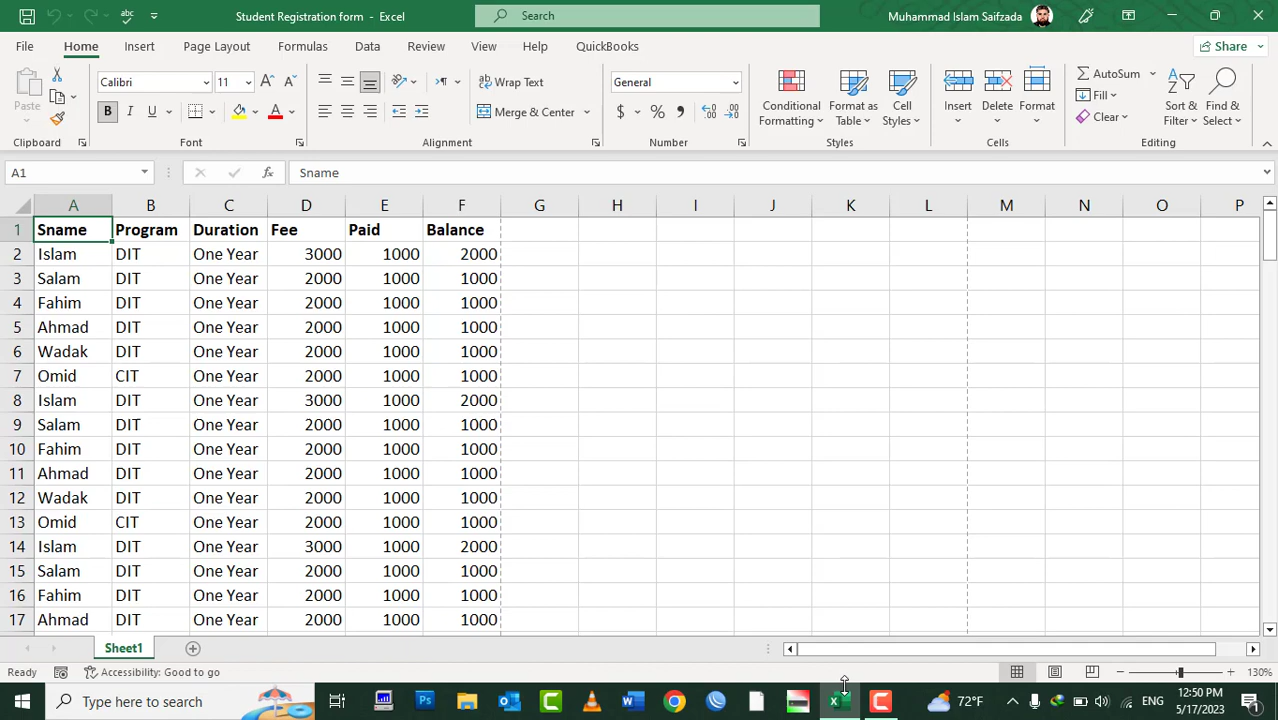 Student Registration form - Excel
Search
Muhammad Islam Saifzada
File Home Insert Page Layout Formulas Data Review View Help QuickBooks Share
Paste
Calibri 11
Wrap Text
General
Conditional Formatting
Format as Table
Cell Styles
Insert
Delete
Format
AutoSum
Fill
Clear
Sort & Filter
Find & Select
B I U A
Merge & Center
$ % ,
Clipboard Font Alignment Number Styles Cells Editing
A1 fx Sname
A B C D E F G H I J K L M N O P
1 Sname Program Duration Fee Paid Balance
2 Islam DIT One Year 3000 1000 2000
3 Salam DIT One Year 2000 1000 1000
4 Fahim DIT One Year 2000 1000 1000
5 Ahmad DIT One Year 2000 1000 1000
6 Wadak DIT One Year 2000 1000 1000
7 Omid CIT One Year 2000 1000 1000
8 Islam DIT One Year 3000 1000 2000
9 Salam DIT One Year 2000 1000 1000
10 Fahim DIT One Year 2000 1000 1000
11 Ahmad DIT One Year 2000 1000 1000
12 Wadak DIT One Year 2000 1000 1000
13 Omid CIT One Year 2000 1000 1000
14 Islam DIT One Year 3000 1000 2000
15 Salam DIT One Year 2000 1000 1000
16 Fahim DIT One Year 2000 1000 1000
17 Ahmad DIT One Year 2000 1000 1000
Sheet1
Ready Accessibility: Good to go 130%
Type here to search
72°F
ENG
12:50 PM
5/17/2023